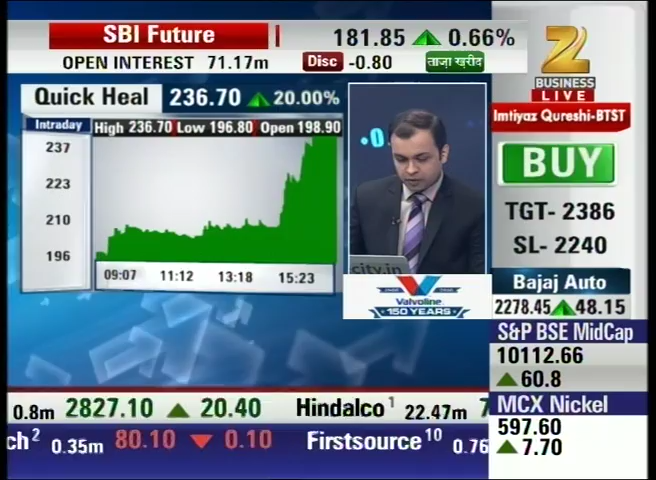 SBI Future
181.85 0.66%
OPEN INTEREST 71.17m Disc -0.80 ताज़ा ख़रीद
Z
BUSINESS
LIVE
Imtiyaz Qureshi-BTST
BUY
TGT- 2386
SL- 2240
Bajaj Auto
2278.45 48.15
S&P BSE MidCap
10112.66
60.8
MCX Nickel
597.60
7.70
Quick Heal 236.70 20.00%
Intraday High 236.70 Low 196.80 Open 198.90
237
223
210
196
09:07 11:12 13:18 15:23
city.in
Valvoline
150 YEARS
0.8m 2827.10 20.40 Hindalco 1 22.47m 7
ch 2 0.35m 80.10 0.10 Firstsource 10 0.76